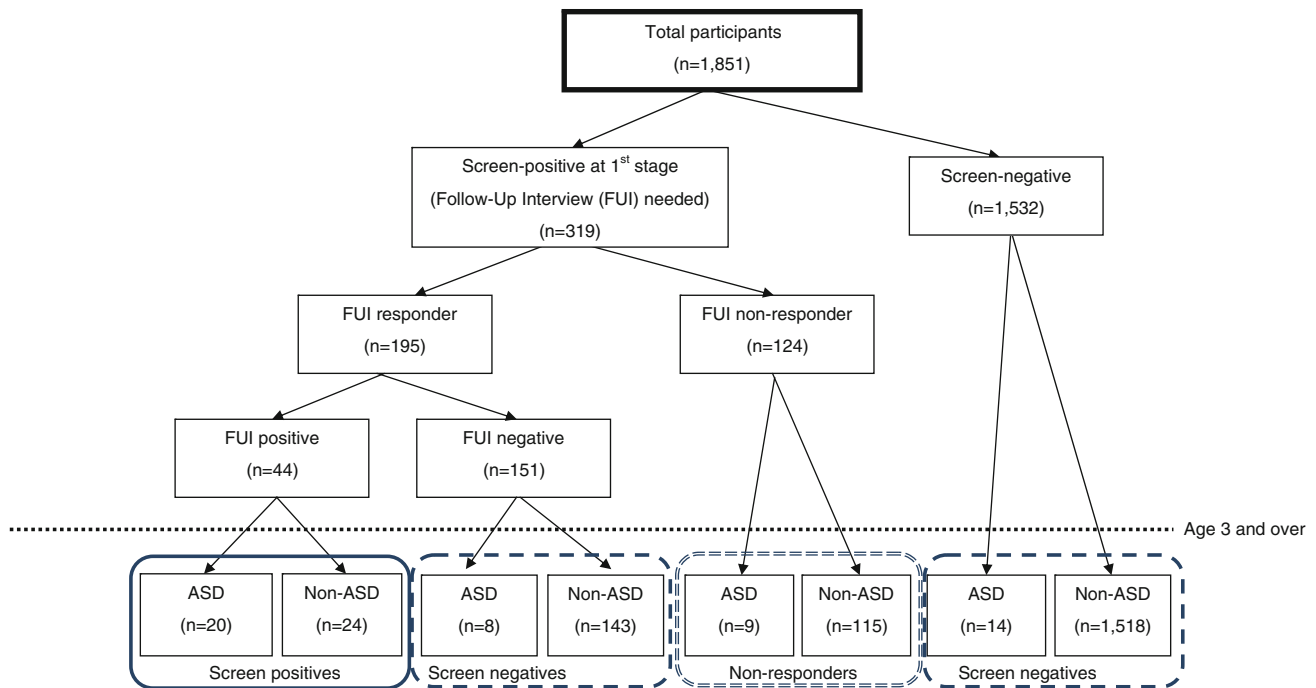 Total participants
(n=1,851)
Screen-positive at 1st stage
(Follow-Up Interview (FUI) needed)
(n=319)
Screen-negative
(n=1,532)
FUI responder
(n=195)
FUI non-responder
(n=124)
FUI positive
(n=44)
FUI negative
(n=151)
Age 3 and over
ASD
(n=20)
Non-ASD
(n=24)
Screen positives
ASD
(n=8)
Non-ASD
(n=143)
Screen negatives
ASD
(n=9)
Non-ASD
(n=115)
Non-responders
ASD
(n=14)
Non-ASD
(n=1,518)
Screen negatives